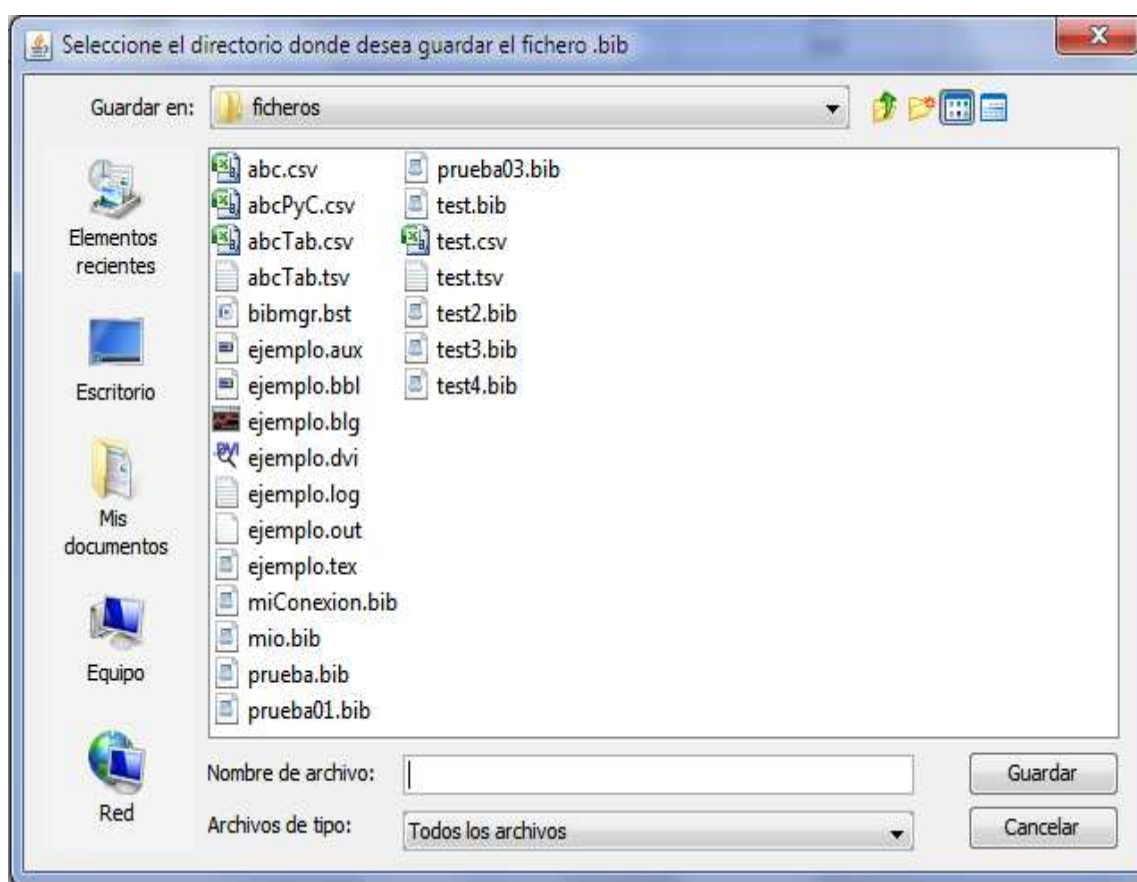 Seleccione el directorio donde desea guardar el fichero .bib
Guardar en:
ficheros
Elementos
recientes
Escritorio
Mis
documentos
Equipo
Red
abc.csv
abcPyC.csv
abcTab.csv
abcTab.tsv
bibmgr.bst
ejemplo.aux
ejemplo.bbl
ejemplo.blg
ejemplo.dvi
ejemplo.log
ejemplo.out
ejemplo.tex
miConexion.bib
mio.bib
prueba.bib
prueba01.bib
prueba03.bib
test.bib
test.csv
test.tsv
test2.bib
test3.bib
test4.bib
Nombre de archivo:
Guardar
Archivos de tipo:
Todos los archivos
Cancelar